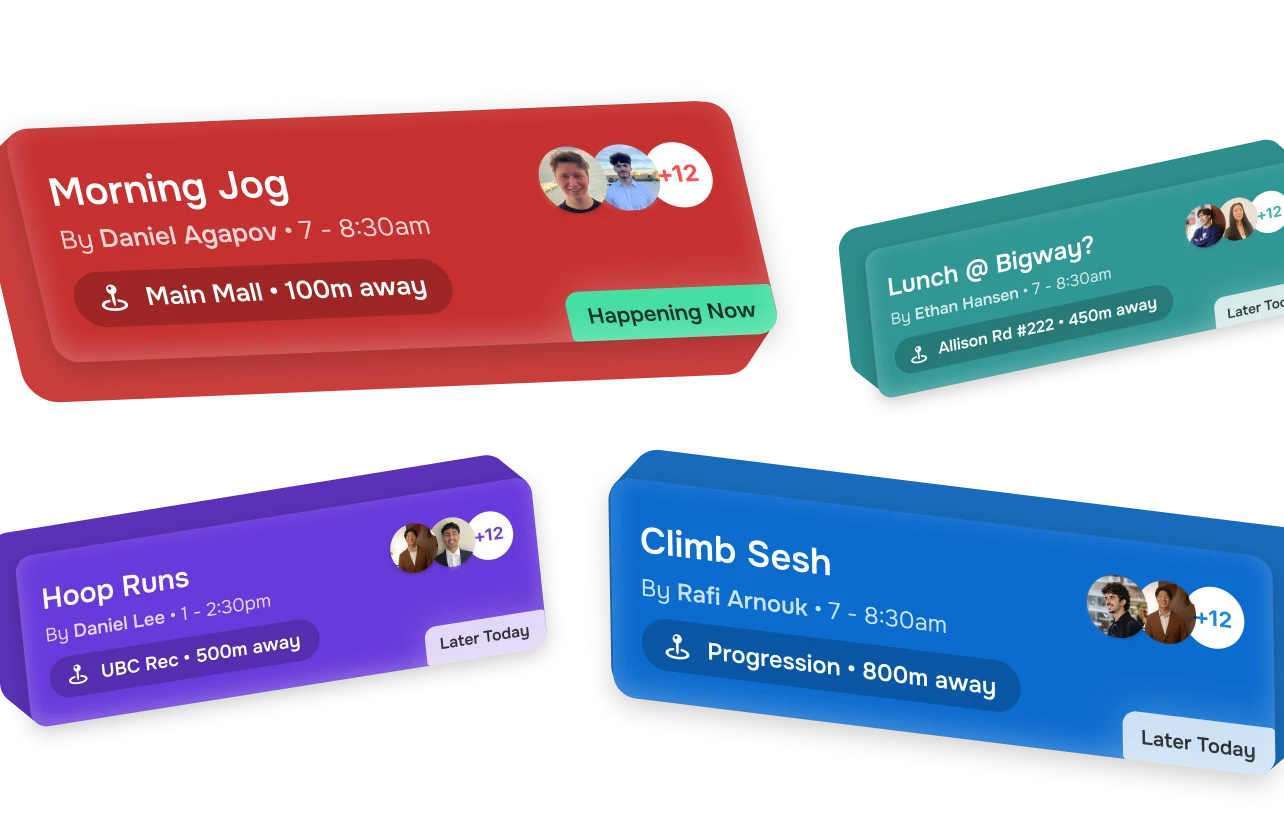 Morning Jog
By Daniel Agapov • 7 - 8:30am
Main Mall • 100m away
+12
Happening Now
Lunch @ Bigway?
By Ethan Hansen • 7 - 8:30am
Allison Rd #222 • 450m away
+12
Later
Hoop Runs
By Daniel Lee • 1 - 2:30pm
UBC Rec • 500m away
+12
Later Today
Climb Sesh
By Rafi Arnouk • 7 - 8:30am
Progression • 800m away
+12
Later Today